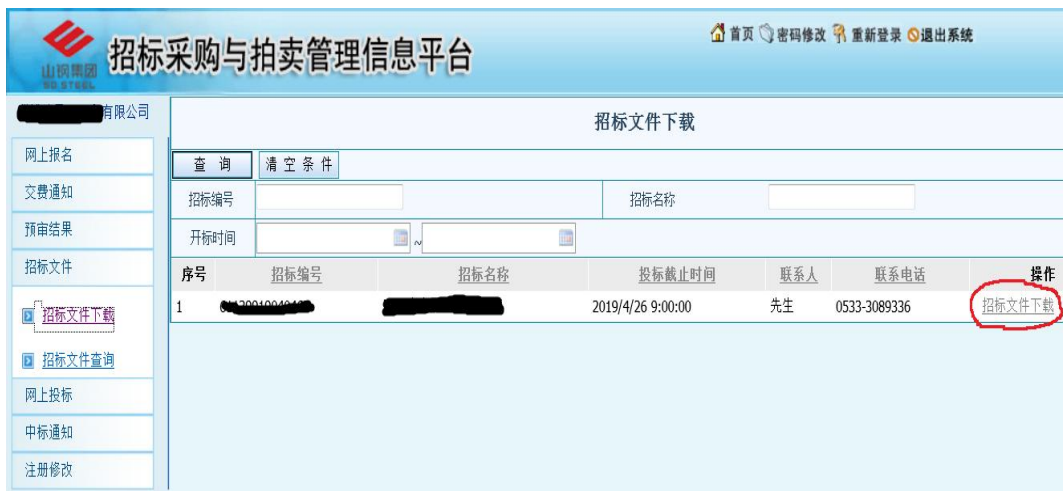 山钢集团
SD STEEL
招标采购与拍卖管理信息平台
首页 密码修改 重新登录 退出系统
有限公司
招标文件下载
网上报名
交费通知
预审结果
招标文件
招标文件下载
招标文件查询
网上投标
中标通知
注册修改
查 询 清 空 条 件
招标编号 招标名称
开标时间 ~
序号 招标编号 招标名称 投标截止时间 联系人 联系电话 操作
1 2019/4/26 9:00:00 先生 0533-3089336 招标文件下载